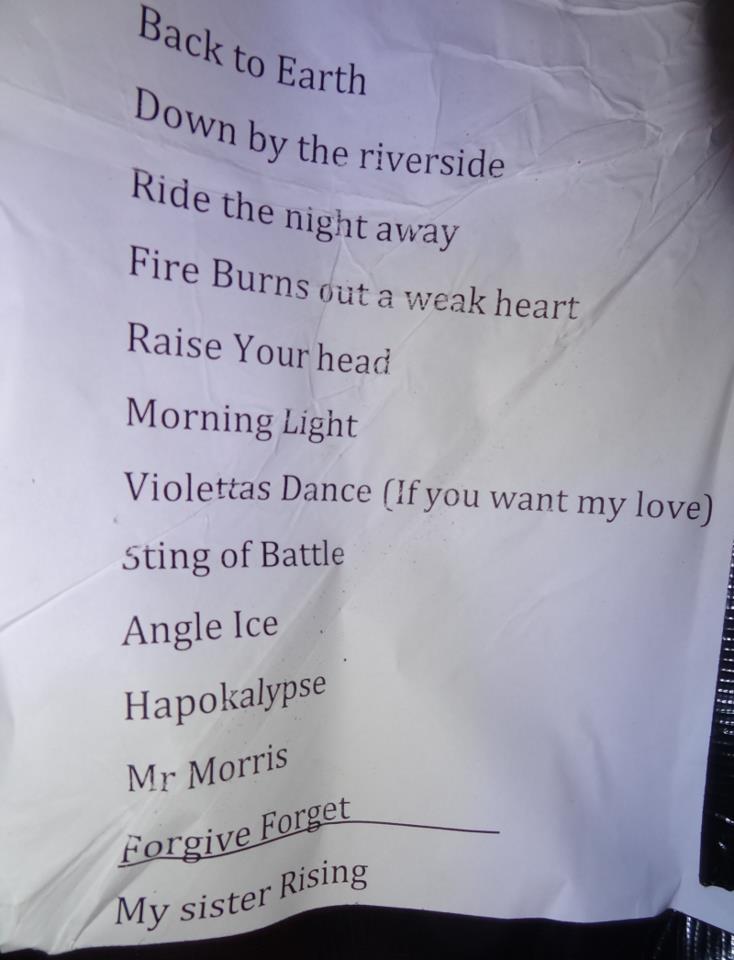 Back to Earth
Down by the riverside
Ride the night away
Fire Burns out a weak heart
Raise Your head
Morning Light
Violettas Dance (If you want my love)
Sting of Battle
Angle Ice
Hapokalypse
Mr Morris
Forgive Forget
My sister Rising